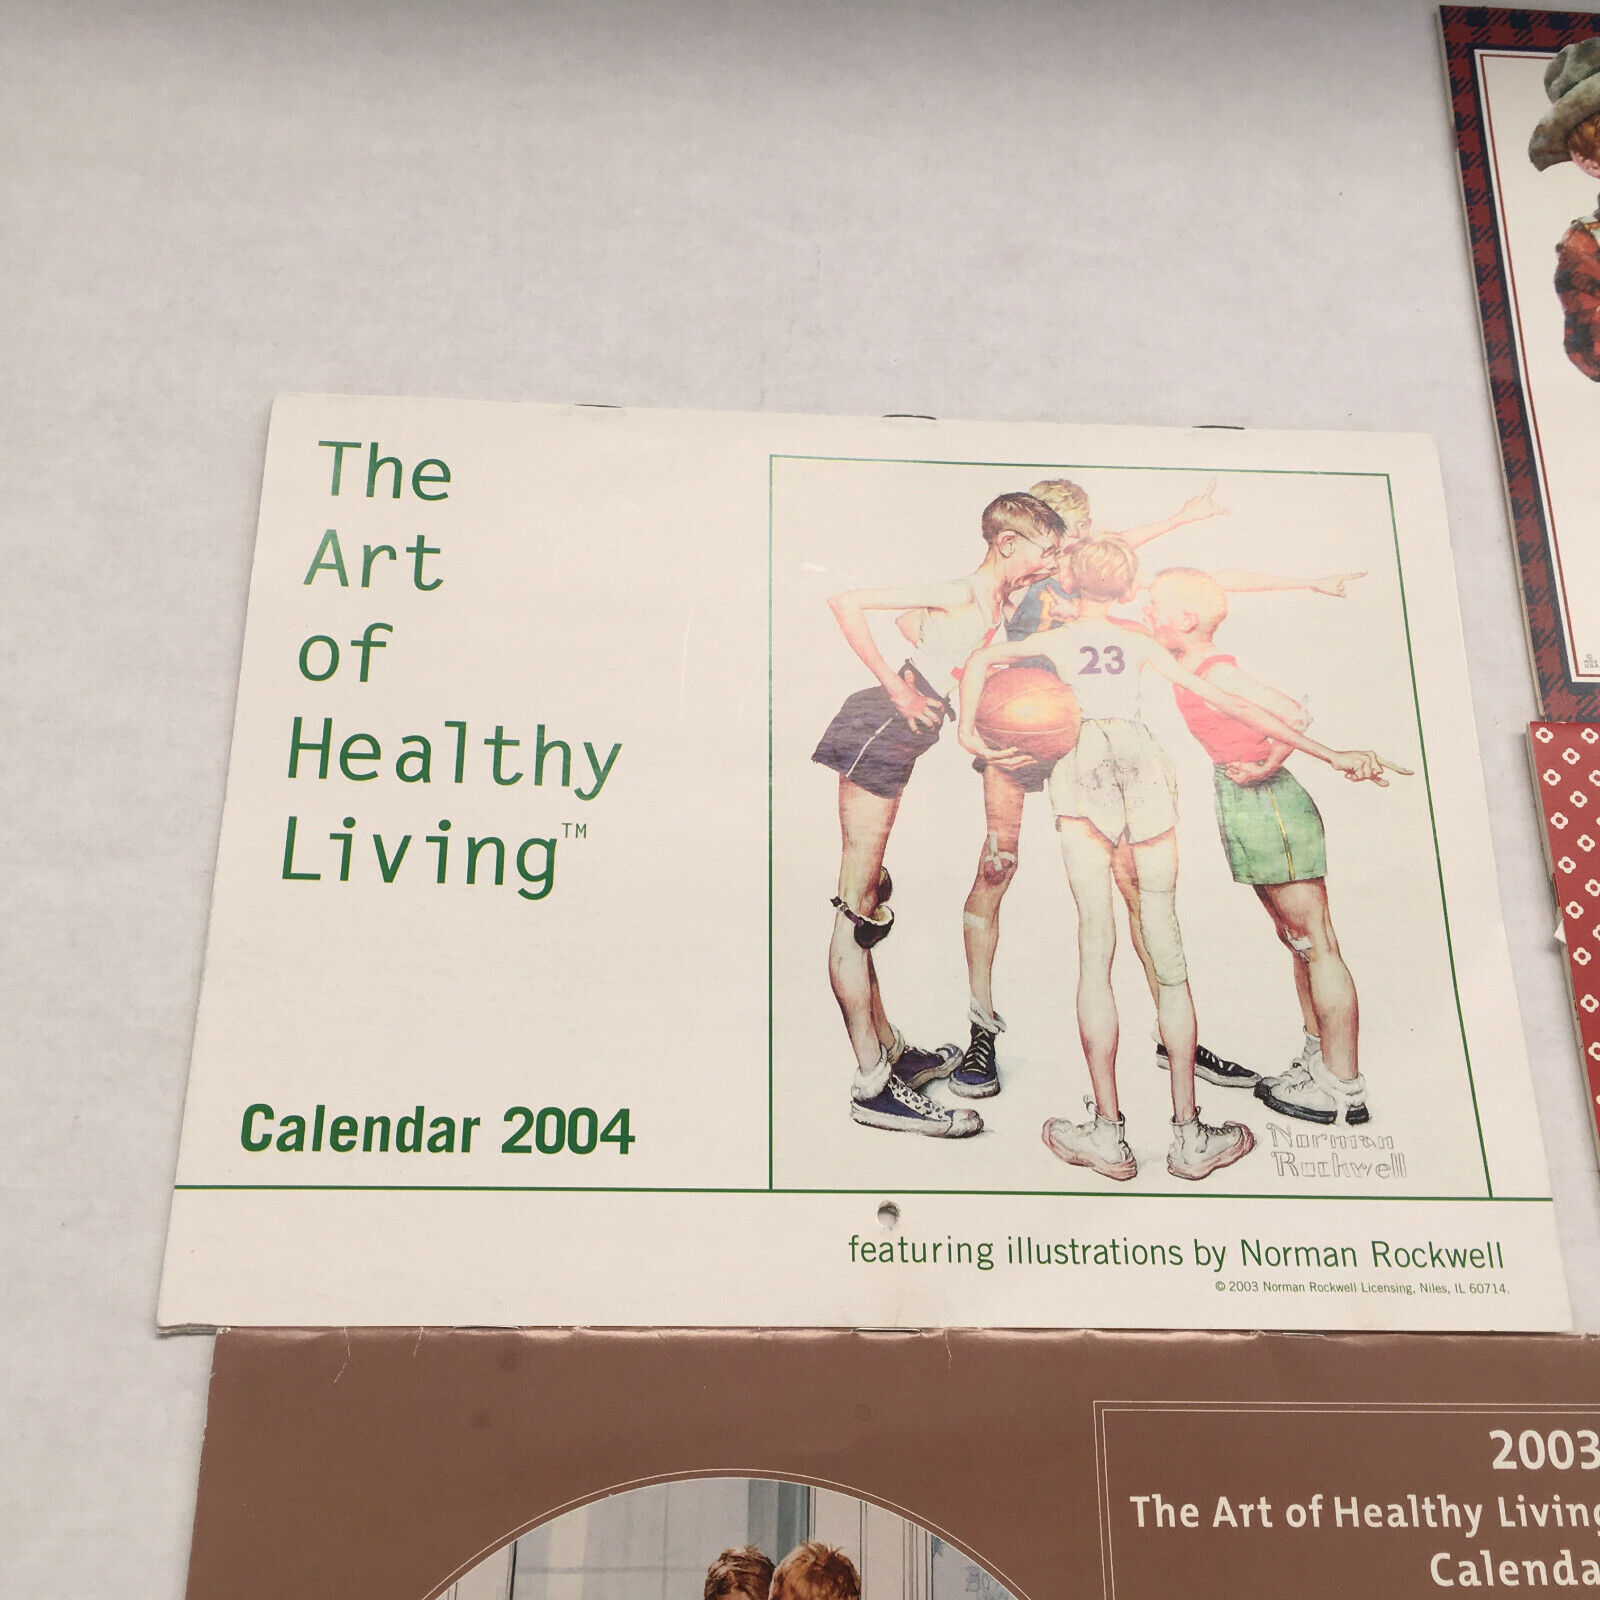 The
Art
of
Healthy
Living™
23
Calendar 2004
Norman
Rockwell
featuring illustrations by Norman Rockwell
© 2003 Norman Rockwell Licensing, Niles, IL 60714.
2003
The Art of Healthy Living
Calenda